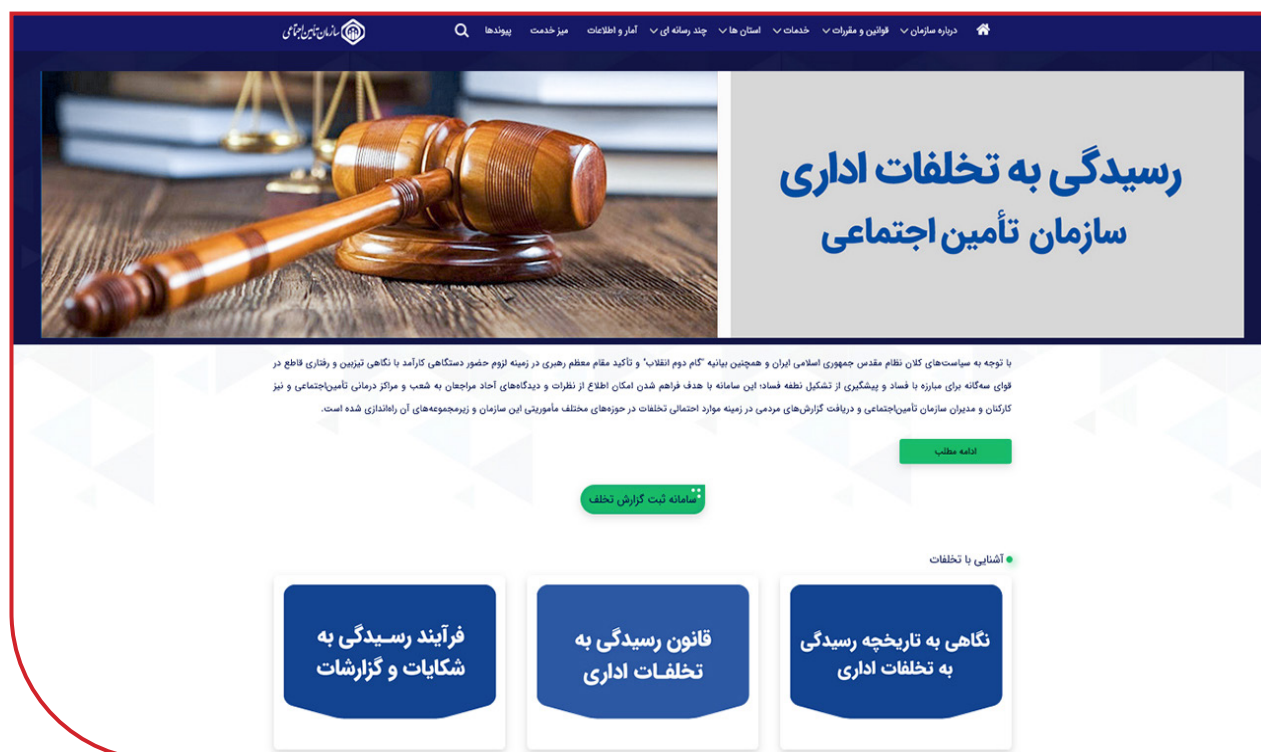 درباره سازمان قوانین و مقررات خدمات استان ها چند رسانه ای آمار و اطلاعات میز خدمت پیوندها
سازمان تأمین اجتماعی
رسیدگی به تخلفات اداری
سازمان تأمین اجتماعی
با توجه به سیاست‌های کلان نظام مقدس جمهوری اسلامی ایران و همچنین بیانیه "گام دوم انقلاب" و تأکید مقام معظم رهبری در زمینه لزوم حضور دستگاهی کارآمد با نگاهی تیزبین و رفتاری قاطع در
قوای سه‌گانه برای مبارزه با فساد و پیشگیری از تشکیل نطفه فساد؛ این سامانه با هدف فراهم شدن امکان اطلاع از نظرات و دیدگاه‌های آحاد مراجعان به شعب و مراکز درمانی تأمین‌اجتماعی و نیز
کارکنان و مدیران سازمان تأمین‌اجتماعی و دریافت گزارش‌های مردمی در زمینه موارد احتمالی تخلفات در حوزه‌های مختلف مأموریتی این سازمان و زیرمجموعه‌های آن راه‌اندازی شده است.
ادامه مطلب
سامانه ثبت گزارش تخلف
آشنایی با تخلفات
نگاهی به تاریخچه رسیدگی
به تخلفات اداری
قانون رسیدگی به
تخلفـات اداری
فرآیند رسـیدگی به
شکایات و گزارشات